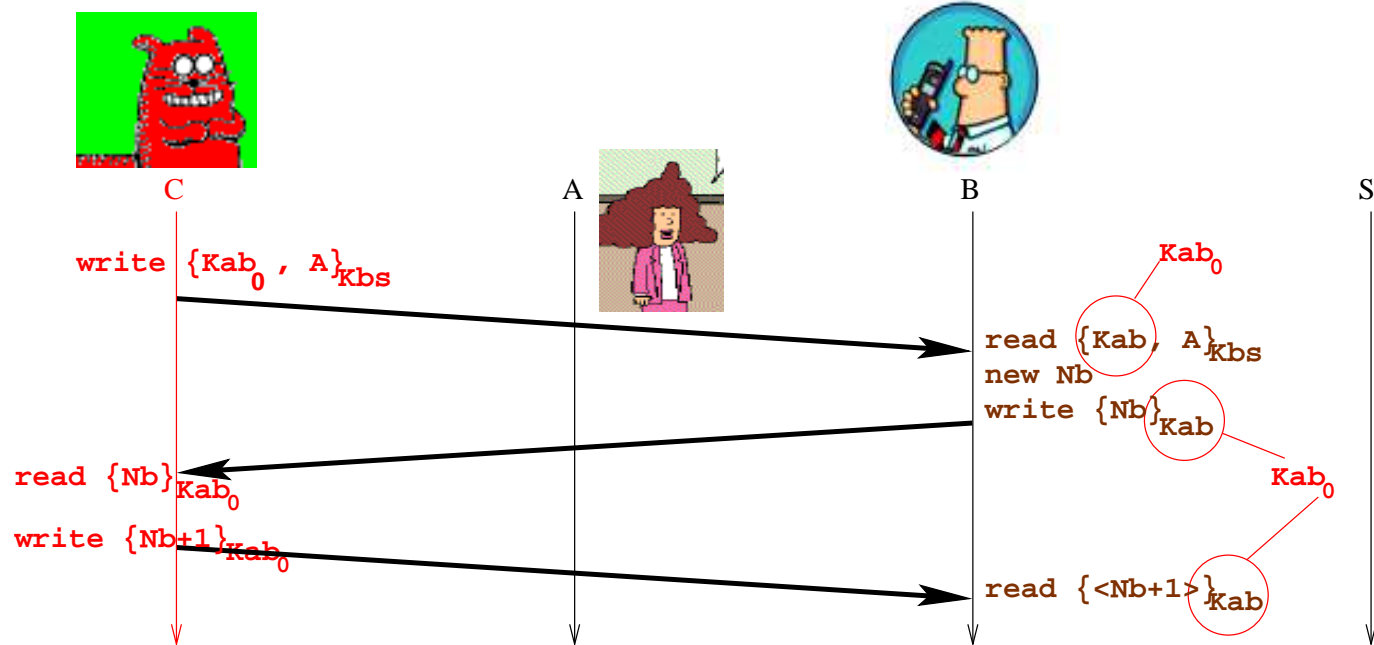 C
A
B
S
write {Kab₀ , A}Kbs
Kab₀
read {Kab, A}Kbs
new Nb
write {Nb}Kab
read {Nb}Kab₀
Kab₀
write {Nb+1}Kab₀
read {<Nb+1>}Kab